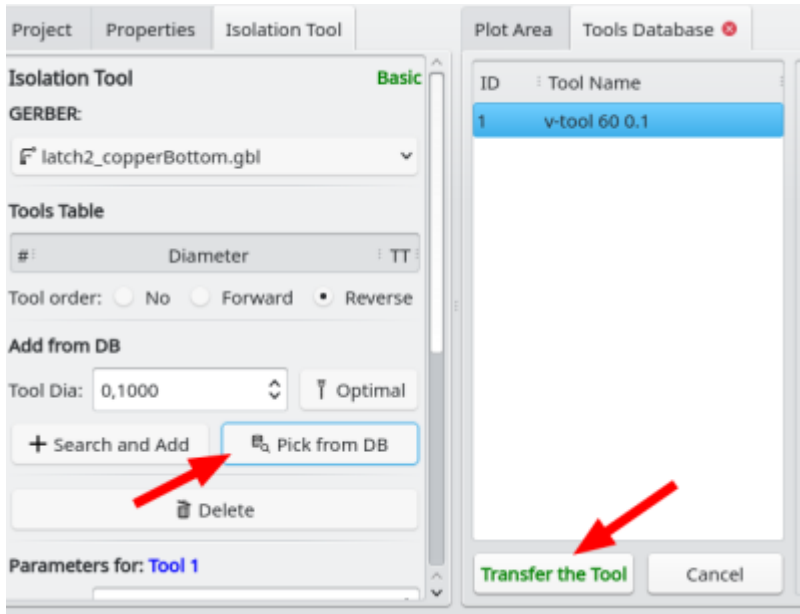 Project Properties Isolation Tool
Isolation Tool Basic
GERBER:
latch2_copperBottom.gbl
Tools Table
# Diameter TT
Tool order: No Forward Reverse
Add from DB
Tool Dia: 0,1000 Optimal
Search and Add Pick from DB
Delete
Parameters for: Tool 1
Plot Area Tools Database
ID Tool Name
1 v-tool 60 0.1
Transfer the Tool Cancel